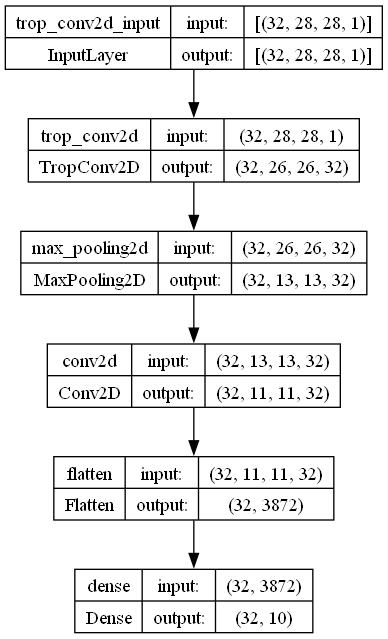 trop_conv2d_input input: [(32, 28, 28, 1)]
InputLayer output: [(32, 28, 28, 1)]
trop_conv2d input: (32, 28, 28, 1)
TropConv2D output: (32, 26, 26, 32)
max_pooling2d input: (32, 26, 26, 32)
MaxPooling2D output: (32, 13, 13, 32)
conv2d input: (32, 13, 13, 32)
Conv2D output: (32, 11, 11, 32)
flatten input: (32, 11, 11, 32)
Flatten output: (32, 3872)
dense input: (32, 3872)
Dense output: (32, 10)